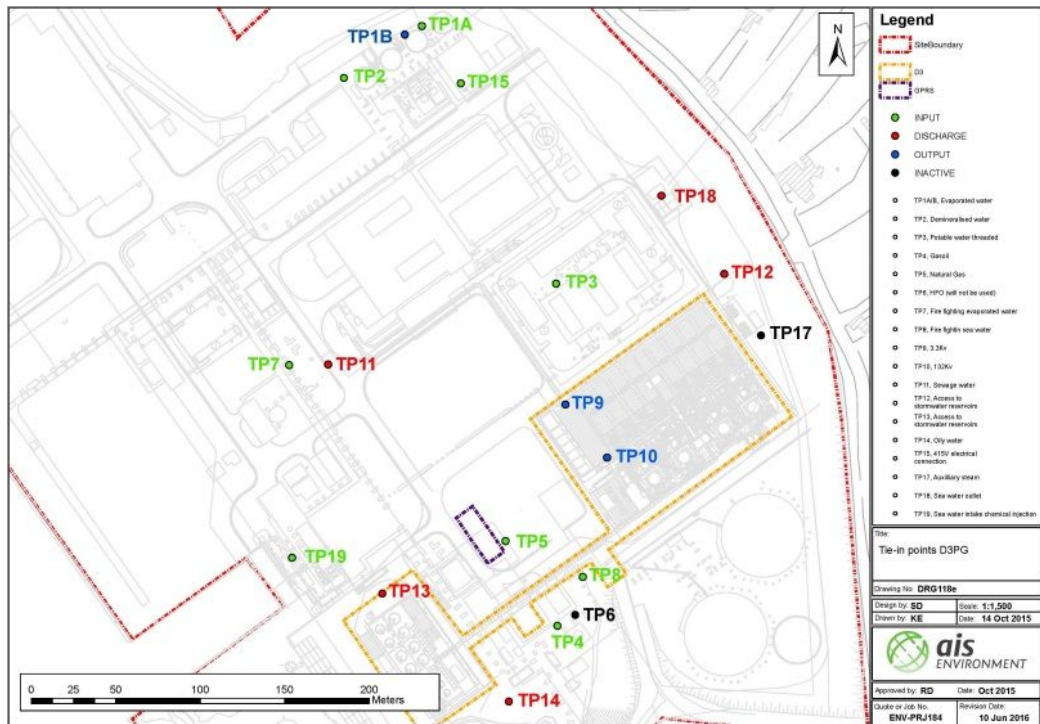 TP1A
TP1B
TP2
TP15
N
TP18
TP12
TP3
TP17
TP7
TP11
TP9
TP10
TP5
TP19
TP8
TP13
TP6
TP4
TP14
0 25 50 100 150 200
Meters
Legend
SiteBoundary
D3
GPRS
INPUT
DISCHARGE
OUTPUT
INACTIVE
TP1A/B, Evaporated water
TP2, Demineralised water
TP3, Potable water threaded
TP4, Gasoil
TP5, Natural Gas
TP6, HFO (will not be used)
TP7, Fire fighting evaporated water
TP8, Fire fightin sea water
TP9, 3.3Kv
TP10, 132Kv
TP11, Sewage water
TP12, Access to
stormwater reservoirs
TP13, Access to
stormwater reservoirs
TP14, Oily water
TP15, 415V electrical
connection
TP17, Auxilliary steam
TP18, Sea water outlet
TP19, Sea water intake chemical injection
Title:
Tie-in points D3PG
Drawing No: DRG118e
Design by: SD Scale: 1:1,500
Drawn by: KE Date: 14 Oct 2015
ais
ENVIRONMENT
Approved by: RD Date: Oct 2015
Quote or Job No. Revision Date:
ENV-PRJ184 10 Jun 2016